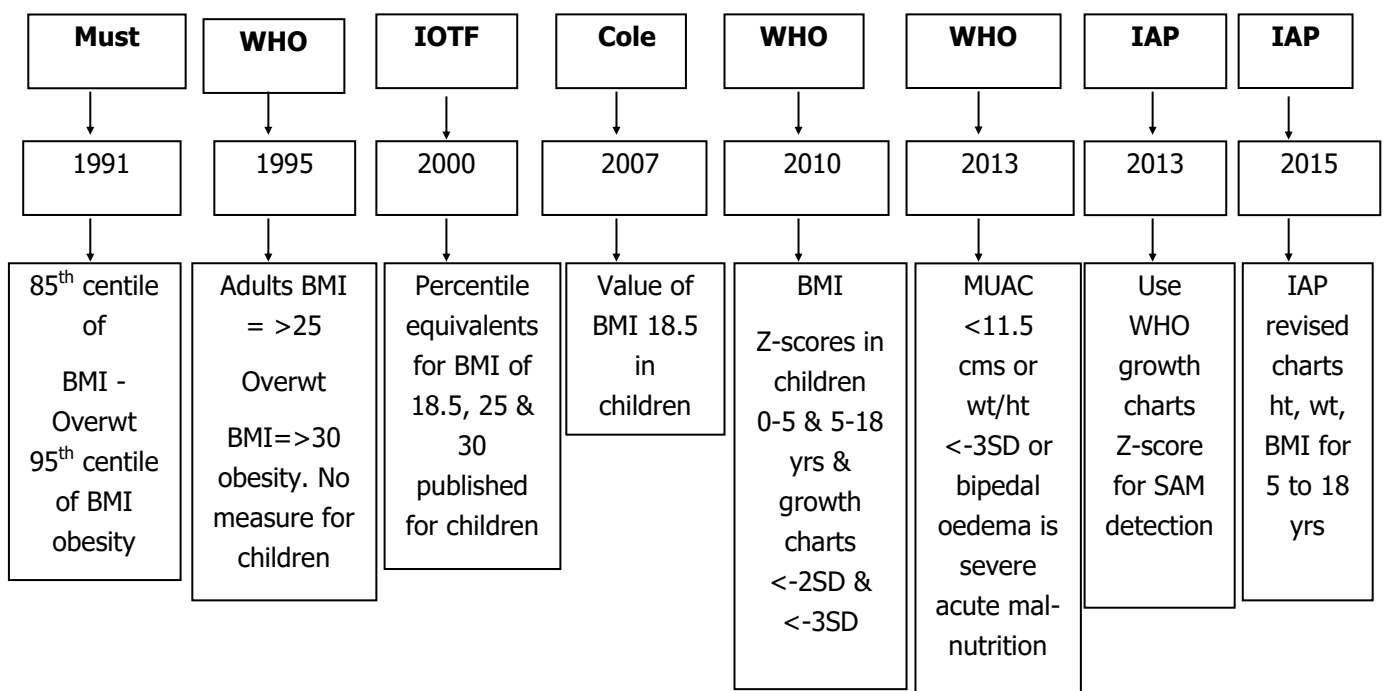 Must
WHO
IOTF
Cole
WHO
WHO
IAP
IAP
1991
1995
2000
2007
2010
2013
2013
2015
85th centile
of
BMI -
Overwt
95th centile
of BMI
obesity
Adults BMI
= >25
Overwt
BMI=>30
obesity. No
measure for
children
Percentile
equivalents
for BMI of
18.5, 25 &
30
published
for children
Value of
BMI 18.5
in
children
BMI
Z-scores in
children
0-5 & 5-18
yrs &
growth
charts
<-2SD &
<-3SD
MUAC
<11.5
cms or
wt/ht
<-3SD or
bipedal
oedema is
severe
acute mal-
nutrition
Use
WHO
growth
charts
Z-score
for SAM
detection
IAP
revised
charts
ht, wt,
BMI for
5 to 18
yrs